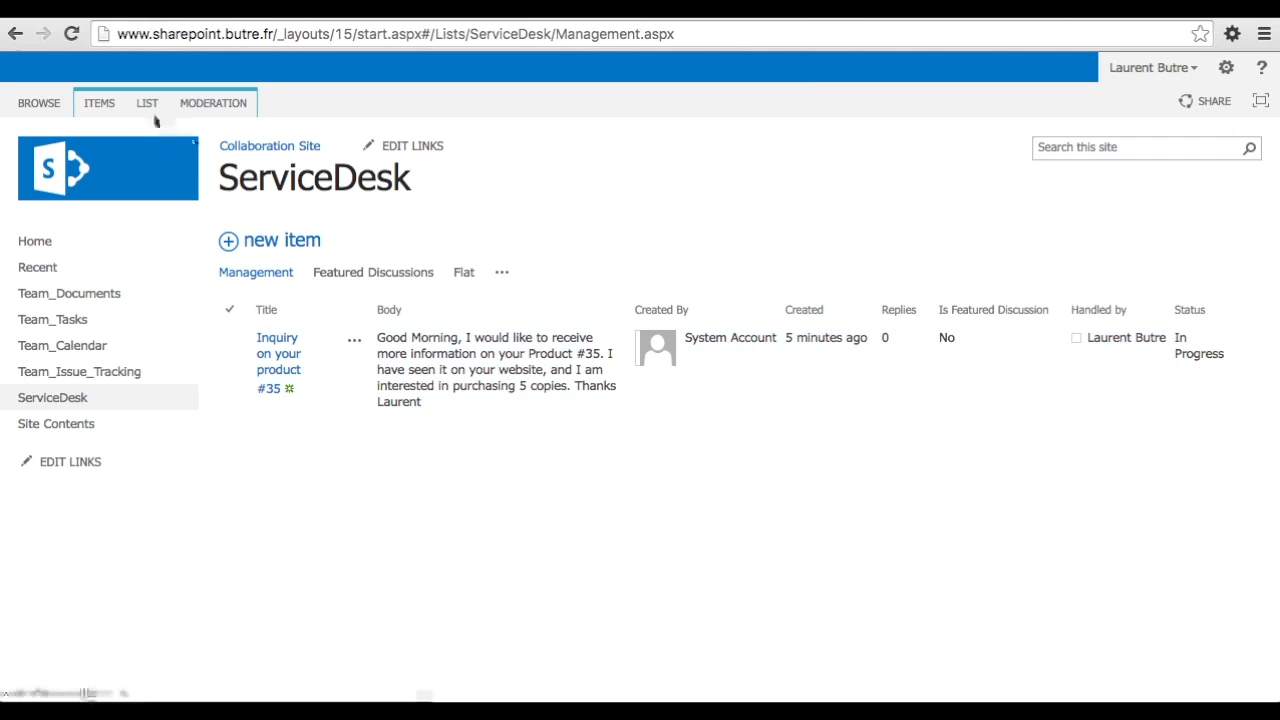 www.sharepoint.butre.fr/_layouts/15/start.aspx#/Lists/ServiceDesk/Management.aspx
Laurent Butre ?
BROWSE ITEMS LIST MODERATION SHARE
S
Collaboration Site EDIT LINKS
Search this site
ServiceDesk
new item
Home
Recent
Team_Documents
Team_Tasks
Team_Calendar
Team_Issue_Tracking
ServiceDesk
Site Contents
EDIT LINKS
Management Featured Discussions Flat ...
Title Body Created By Created Replies Is Featured Discussion Handled by Status
Inquiry
on your
product
#35
...
Good Morning, I would like to receive
more information on your Product #35. I
have seen it on your website, and I am
interested in purchasing 5 copies. Thanks
Laurent
System Account
5 minutes ago
0
No
Laurent Butre
In
Progress